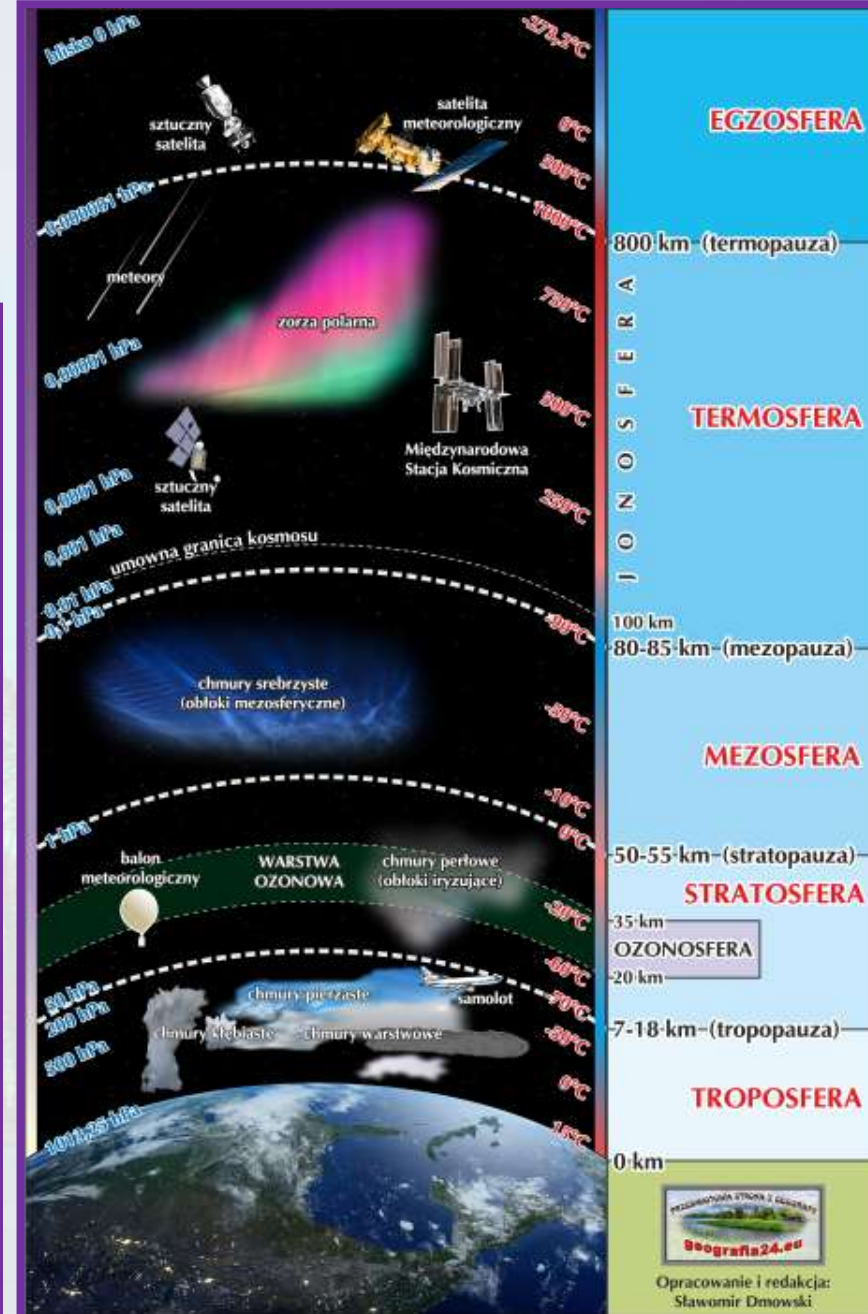 blisko 0 hPa
-273,2°C
sztuczny
satelita
satelita
meteorologiczny
0°C
500°C
EGZOSFERA
0,000001 hPa
1000°C
800 km (termopauza)
meteory
zorza polarna
750°C
JONOSFERA
0,00001 hPa
500°C
TERMOSFERA
Międzynarodowa
Stacja Kosmiczna
sztuczny
satelita
0,0001 hPa
250°C
0,001 hPa
umowna granica kosmosu
0,01 hPa
0,1 hPa
-90°C
100 km
80-85 km (mezopauza)
chmury srebrzyste
(obłoki mezosferyczne)
-50°C
MEZOSFERA
-10°C
1 hPa
0°C
50-55 km (stratopauza)
balon
meteorologiczny
WARSTWA
OZONOWA
chmury perłowe
(obłoki iryzujące)
STRATOSFERA
-20°C
35 km
OZONOSFERA
20 km
-60°C
50 hPa
-70°C
chmury pierzaste
samolot
200 hPa
7-18 km (tropopauza)
chmury kłębiaste
chmury warstwowe
-50°C
500 hPa
0°C
TROPOSFERA
1013,25 hPa
15°C
0 km
geografia24.eu
Opracowanie i redakcja:
Sławomir Dmowski